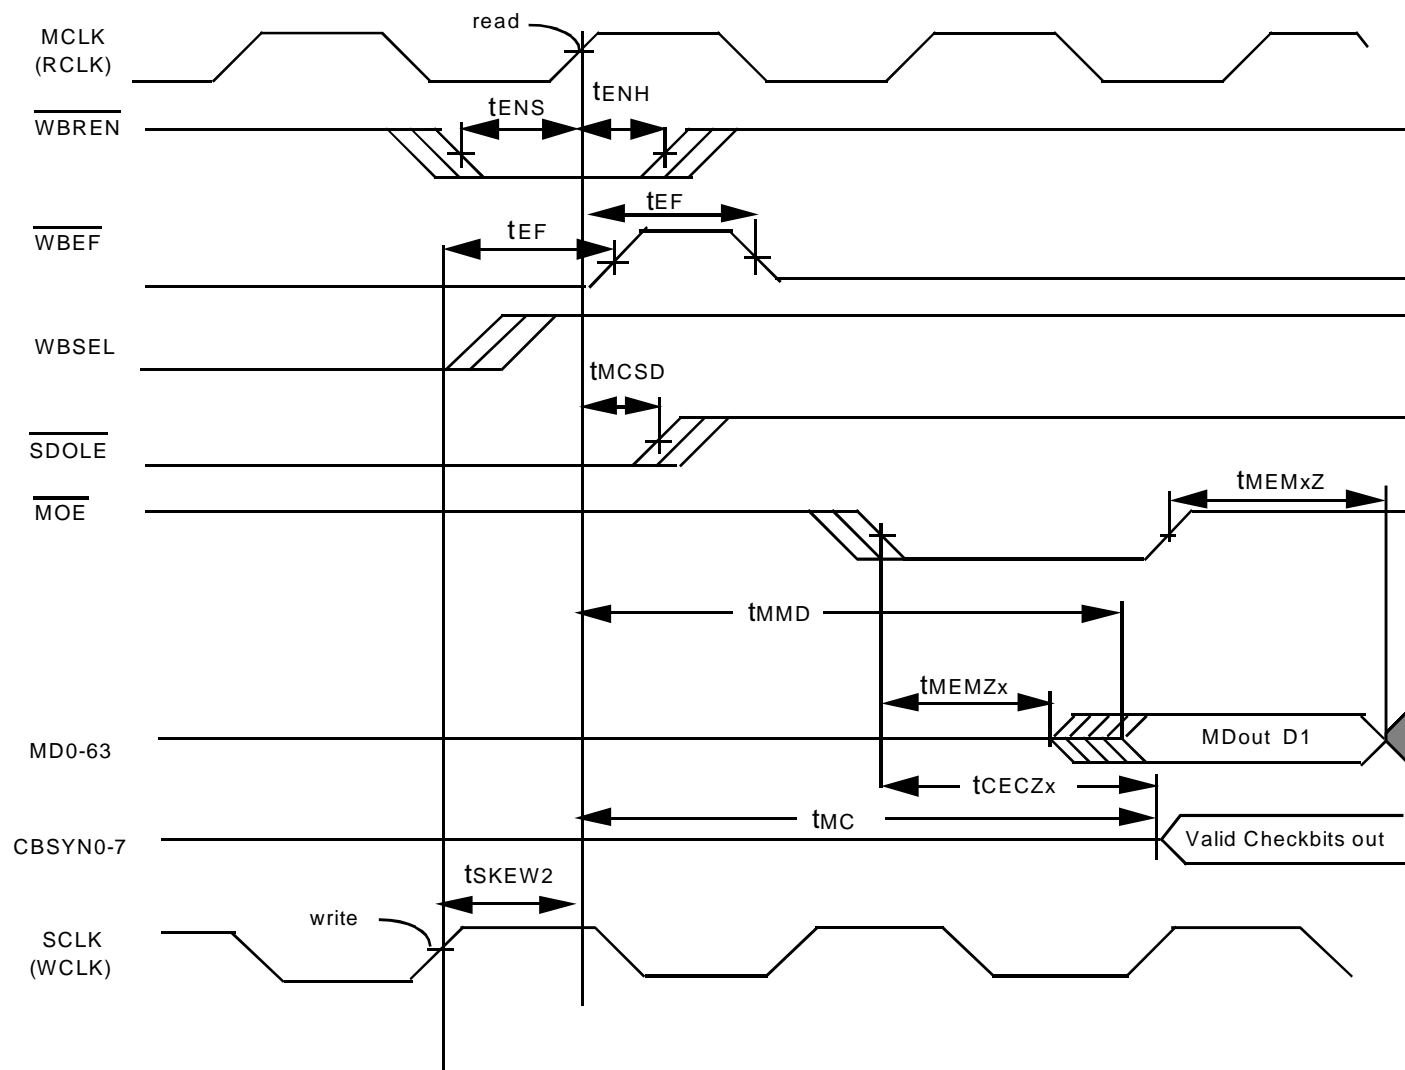 read
MCLK
(RCLK)
tENS
tENH
WBREN
tEF
tEF
WBEF
WBSEL
tMCSD
SDOLE
tMEMxZ
MOE
tMMD
tMEMZx
MD0-63
MDout D1
tCECZx
tMC
CBSYN0-7
Valid Checkbits out
tSKEW2
write
SCLK
(WCLK)